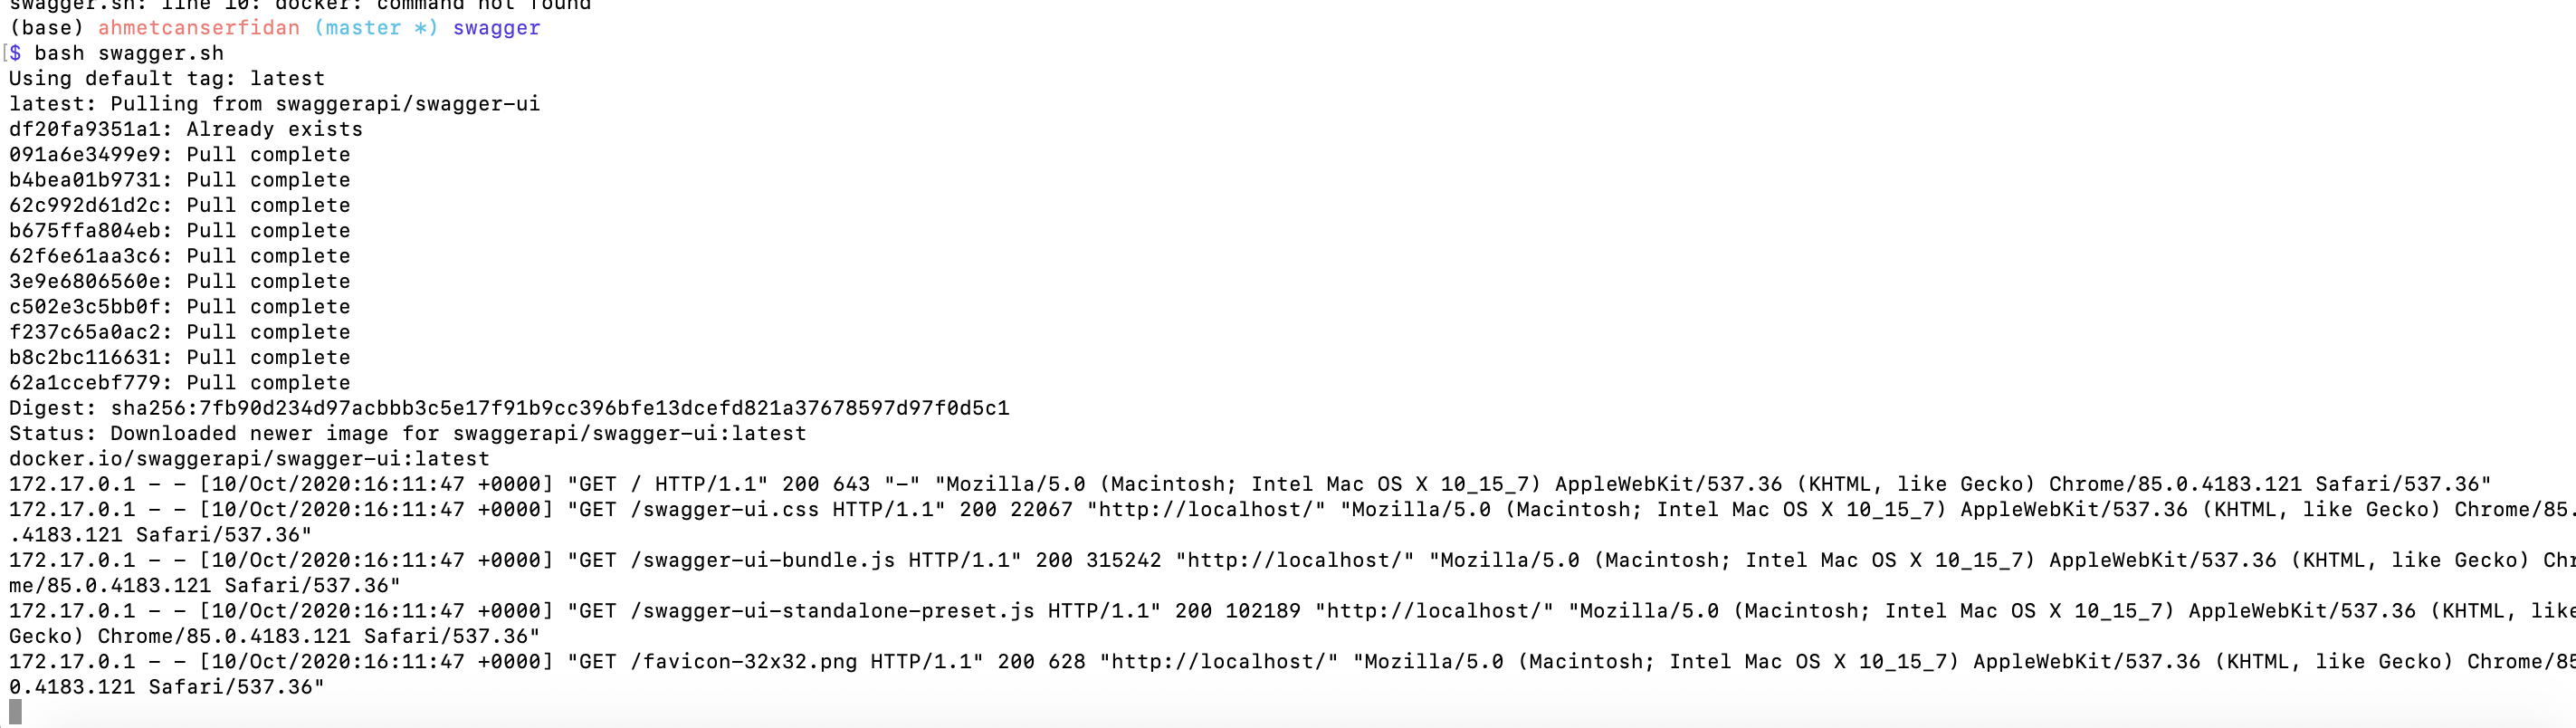 swagger.sh: line 10: docker: command not found
(base) ahmetcanserfidan (master *) swagger
[$ bash swagger.sh
Using default tag: latest
latest: Pulling from swaggerapi/swagger-ui
df20fa9351a1: Already exists
091a6e3499e9: Pull complete
b4bea01b9731: Pull complete
62c992d61d2c: Pull complete
b675ffa804eb: Pull complete
62f6e61aa3c6: Pull complete
3e9e6806560e: Pull complete
c502e3c5bb0f: Pull complete
f237c65a0ac2: Pull complete
b8c2bc116631: Pull complete
62a1ccebf779: Pull complete
Digest: sha256:7fb90d234d97acbbb3c5e17f91b9cc396bfe13dcefd821a37678597d97f0d5c1
Status: Downloaded newer image for swaggerapi/swagger-ui:latest
docker.io/swaggerapi/swagger-ui:latest
172.17.0.1 - - [10/Oct/2020:16:11:47 +0000] "GET / HTTP/1.1" 200 643 "-" "Mozilla/5.0 (Macintosh; Intel Mac OS X 10_15_7) AppleWebKit/537.36 (KHTML, like Gecko) Chrome/85.0.4183.121 Safari/537.36"
172.17.0.1 - - [10/Oct/2020:16:11:47 +0000] "GET /swagger-ui.css HTTP/1.1" 200 22067 "http://localhost/" "Mozilla/5.0 (Macintosh; Intel Mac OS X 10_15_7) AppleWebKit/537.36 (KHTML, like Gecko) Chrome/85.
.4183.121 Safari/537.36"
172.17.0.1 - - [10/Oct/2020:16:11:47 +0000] "GET /swagger-ui-bundle.js HTTP/1.1" 200 315242 "http://localhost/" "Mozilla/5.0 (Macintosh; Intel Mac OS X 10_15_7) AppleWebKit/537.36 (KHTML, like Gecko) Chr
me/85.0.4183.121 Safari/537.36"
172.17.0.1 - - [10/Oct/2020:16:11:47 +0000] "GET /swagger-ui-standalone-preset.js HTTP/1.1" 200 102189 "http://localhost/" "Mozilla/5.0 (Macintosh; Intel Mac OS X 10_15_7) AppleWebKit/537.36 (KHTML, like
Gecko) Chrome/85.0.4183.121 Safari/537.36"
172.17.0.1 - - [10/Oct/2020:16:11:47 +0000] "GET /favicon-32x32.png HTTP/1.1" 200 628 "http://localhost/" "Mozilla/5.0 (Macintosh; Intel Mac OS X 10_15_7) AppleWebKit/537.36 (KHTML, like Gecko) Chrome/85
0.4183.121 Safari/537.36"